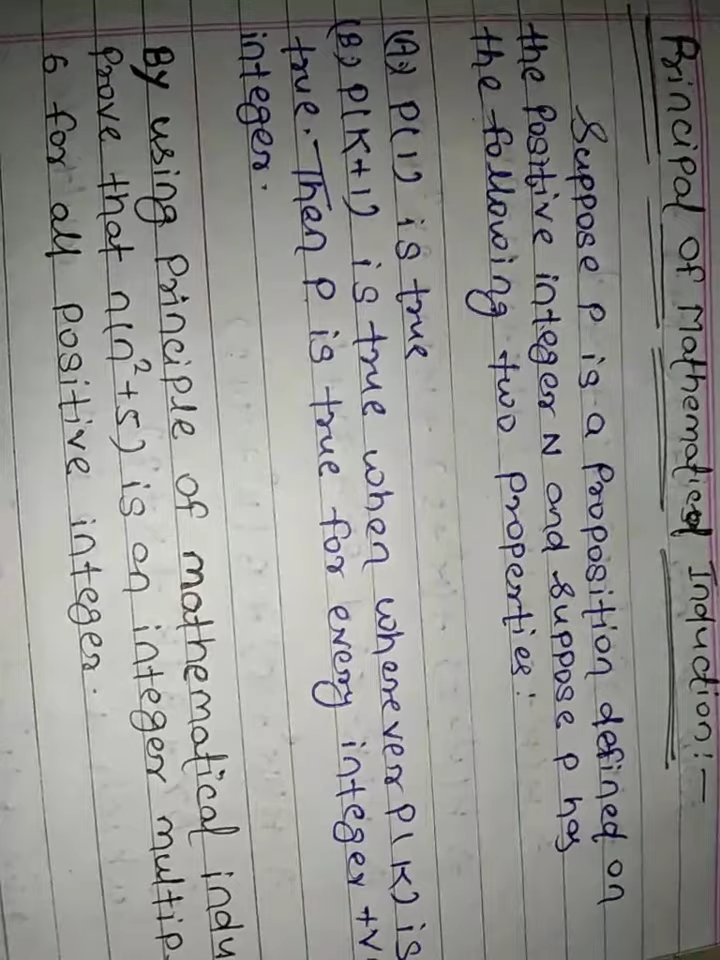 Principal of Mathematical Induction:-
Suppose P is a proposition defined on
the positive integer N and suppose P has
the following two properties:
(A) P(1) is true
(B) P(K+1) is true when wherever P(K) is
true. Then P is true for every integer +v
integer.
By using principle of mathematical indu
Prove that n(n²+5) is an integer multip
6 for all positive integer.